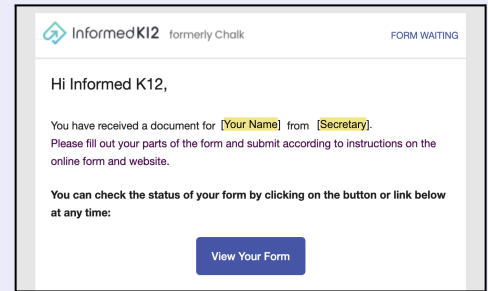 InformedK12 formerly Chalk
FORM WAITING
Hi Informed K12,
You have received a document for [Your Name] from [Secretary].
Please fill out your parts of the form and submit according to instructions on the
online form and website.
You can check the status of your form by clicking on the button or link below
at any time:
View Your Form